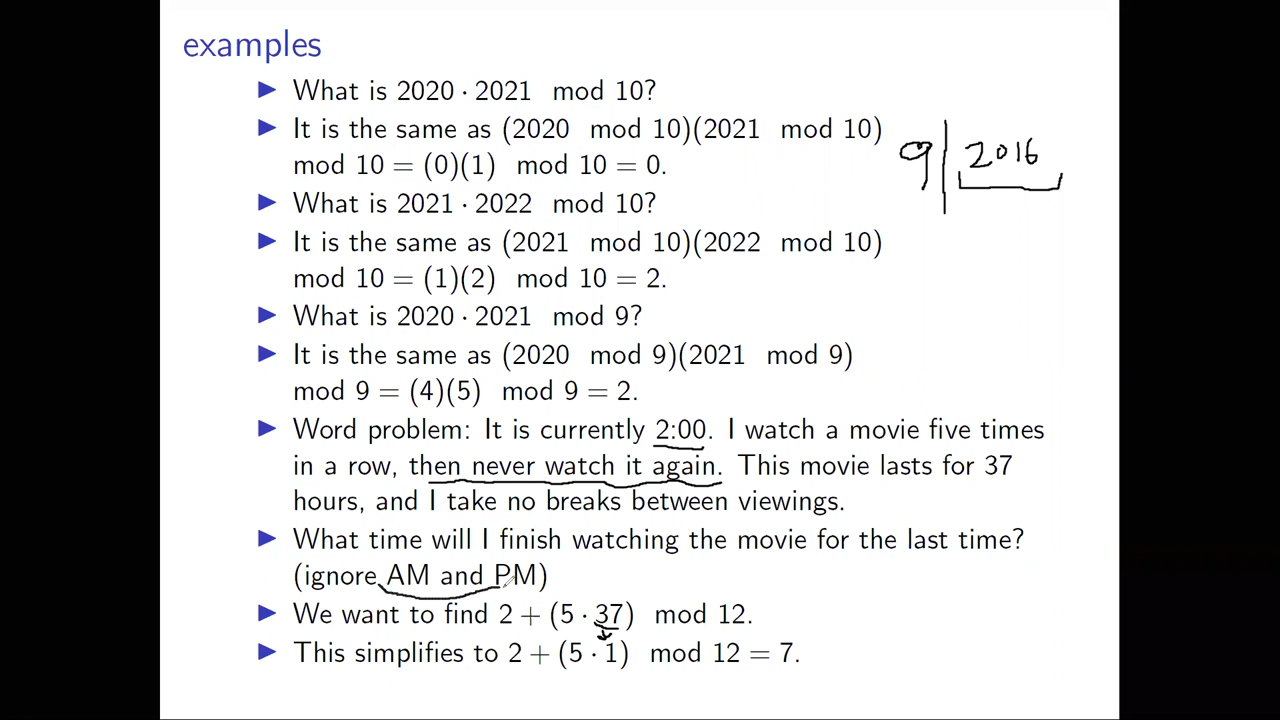 examples
▶ What is 2020 · 2021 mod 10?
▶ It is the same as (2020 mod 10)(2021 mod 10)
mod 10 = (0)(1) mod 10 = 0.
9 | 2016
▶ What is 2021 · 2022 mod 10?
▶ It is the same as (2021 mod 10)(2022 mod 10)
mod 10 = (1)(2) mod 10 = 2.
▶ What is 2020 · 2021 mod 9?
▶ It is the same as (2020 mod 9)(2021 mod 9)
mod 9 = (4)(5) mod 9 = 2.
▶ Word problem: It is currently 2:00. I watch a movie five times
in a row, then never watch it again. This movie lasts for 37
hours, and I take no breaks between viewings.
▶ What time will I finish watching the movie for the last time?
(ignore AM and PM)
▶ We want to find 2 + (5 · 37) mod 12.
▶ This simplifies to 2 + (5 · 1) mod 12 = 7.